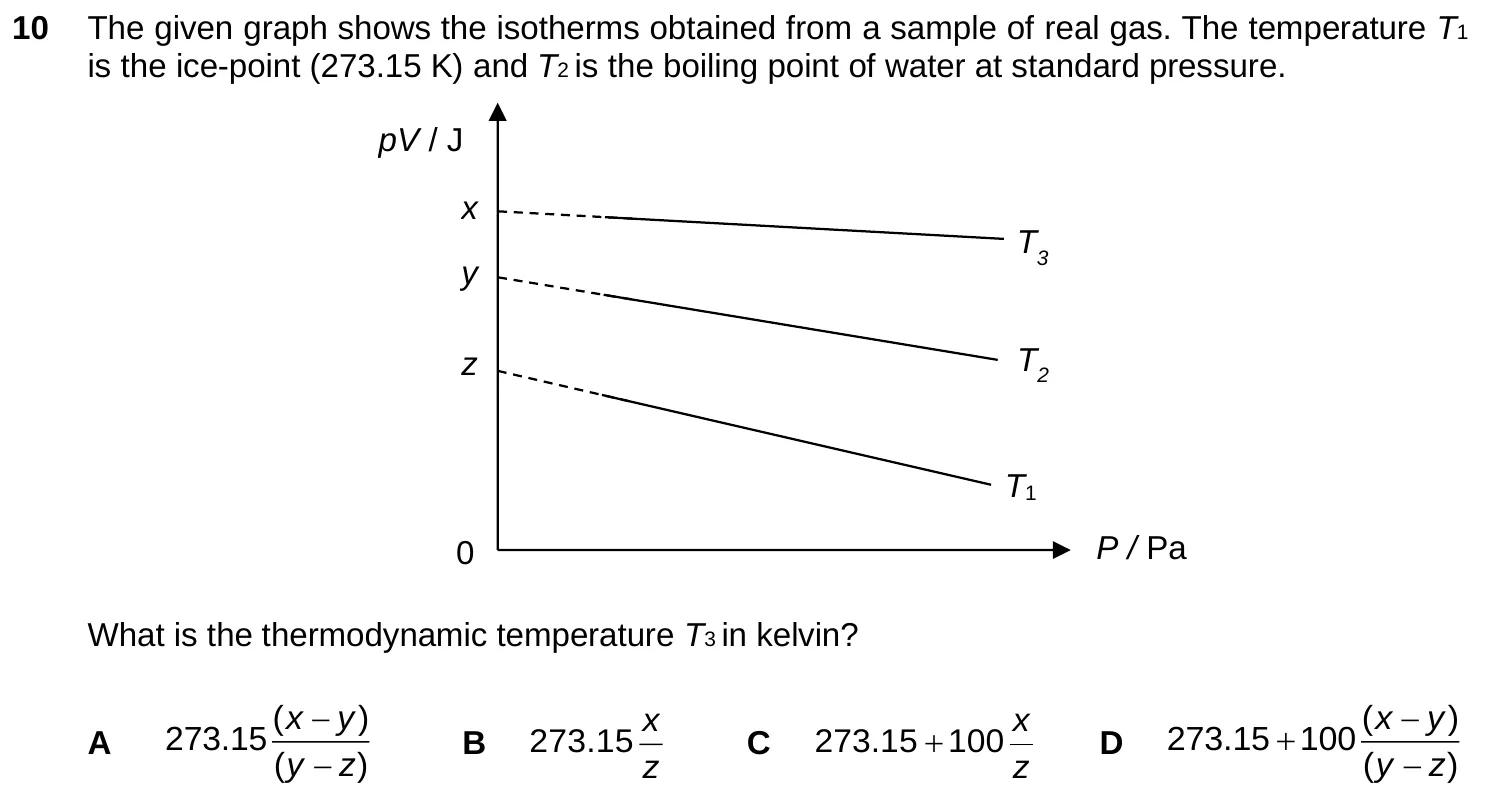 10 The given graph shows the isotherms obtained from a sample of real gas. The temperature T1
is the ice-point (273.15 K) and T2 is the boiling point of water at standard pressure.
pV / J
x
T3
y
T2
z
T1
0
P / Pa
What is the thermodynamic temperature T3 in kelvin?
A 273.15 (x – y)/(y – z) B 273.15 x/z C 273.15 + 100 x/z D 273.15 + 100 (x – y)/(y – z)